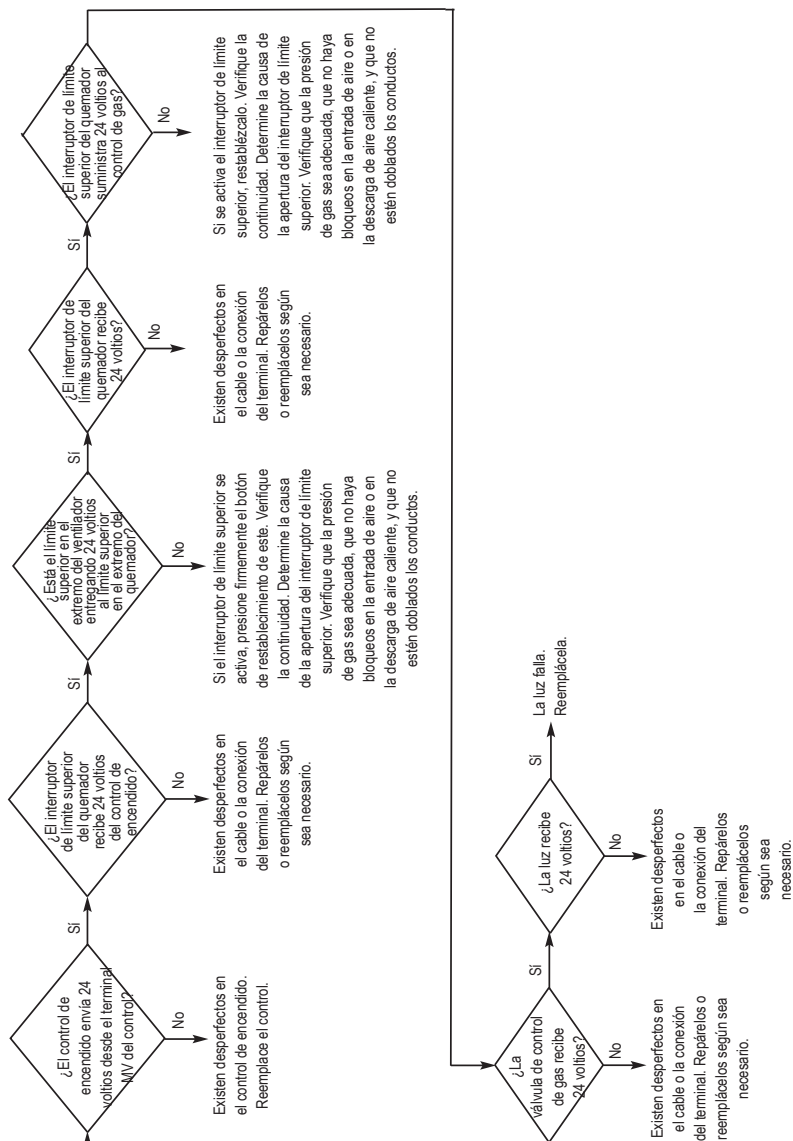 ¿El control de
encendido envía 24
voltios desde el terminal
MV del control?
Sí
No
Existen desperfectos en
el control de encendido.
Reemplace el control.
¿El interruptor
de límite superior
del quemador
recibe 24 voltios
del control de
encendido?
Sí
No
Existen desperfectos en
el cable o la conexión
del terminal. Repárelos
o reemplácelos según
sea necesario.
¿Está el límite
superior en el
extremo del ventilador
entregando 24 voltios
al límite superior
en el extremo del
quemador?
Sí
No
Si el interruptor de límite superior se
activa, presione firmemente el botón
de restablecimiento de este. Verifique
la continuidad. Determine la causa
de la apertura del interruptor de límite
superior. Verifique que la presión
de gas sea adecuada, que no haya
bloqueos en la entrada de aire o en
la descarga de aire caliente, y que no
estén doblados los conductos.
¿El interruptor de
límite superior del
quemador recibe
24 voltios?
Sí
No
Existen desperfectos en
el cable o la conexión
del terminal. Repárelos
o reemplácelos según
sea necesario.
¿El interruptor de límite
superior del quemador
suministra 24 voltios al
control de gas?
No
Si se activa el interruptor de límite
superior, restablézcalo. Verifique la
continuidad. Determine la causa de
la apertura del interruptor de límite
superior. Verifique que la presión
de gas sea adecuada, que no haya
bloqueos en la entrada de aire o en
la descarga de aire caliente, y que no
estén doblados los conductos.
¿La
válvula de control
de gas recibe
24 voltios?
Sí
No
Existen desperfectos en
el cable o la conexión
del terminal. Repárelos o
reemplácelos según sea
necesario.
¿La luz recibe
24 voltios?
Sí
No
Existen desperfectos
en el cable o
la conexión del
terminal. Repárelos
o reemplácelos
según sea
necesario.
La luz falla.
Reemplácela.